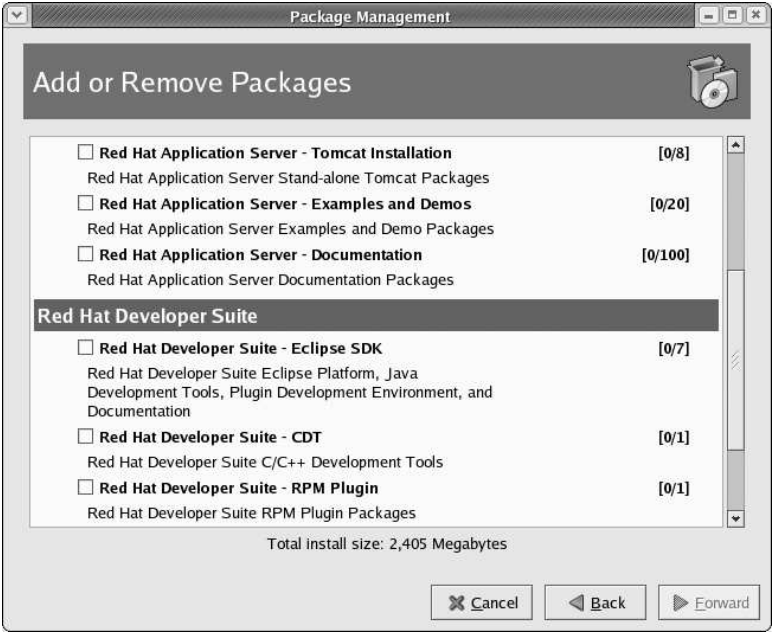 Package Management
Add or Remove Packages
Red Hat Application Server - Tomcat Installation [0/8]
Red Hat Application Server Stand-alone Tomcat Packages
Red Hat Application Server - Examples and Demos [0/20]
Red Hat Application Server Examples and Demo Packages
Red Hat Application Server - Documentation [0/100]
Red Hat Application Server Documentation Packages
Red Hat Developer Suite
Red Hat Developer Suite - Eclipse SDK [0/7]
Red Hat Developer Suite Eclipse Platform, Java
Development Tools, Plugin Development Environment, and
Documentation
Red Hat Developer Suite - CDT [0/1]
Red Hat Developer Suite C/C++ Development Tools
Red Hat Developer Suite - RPM Plugin [0/1]
Red Hat Developer Suite RPM Plugin Packages
Total install size: 2,405 Megabytes
Cancel Back Forward